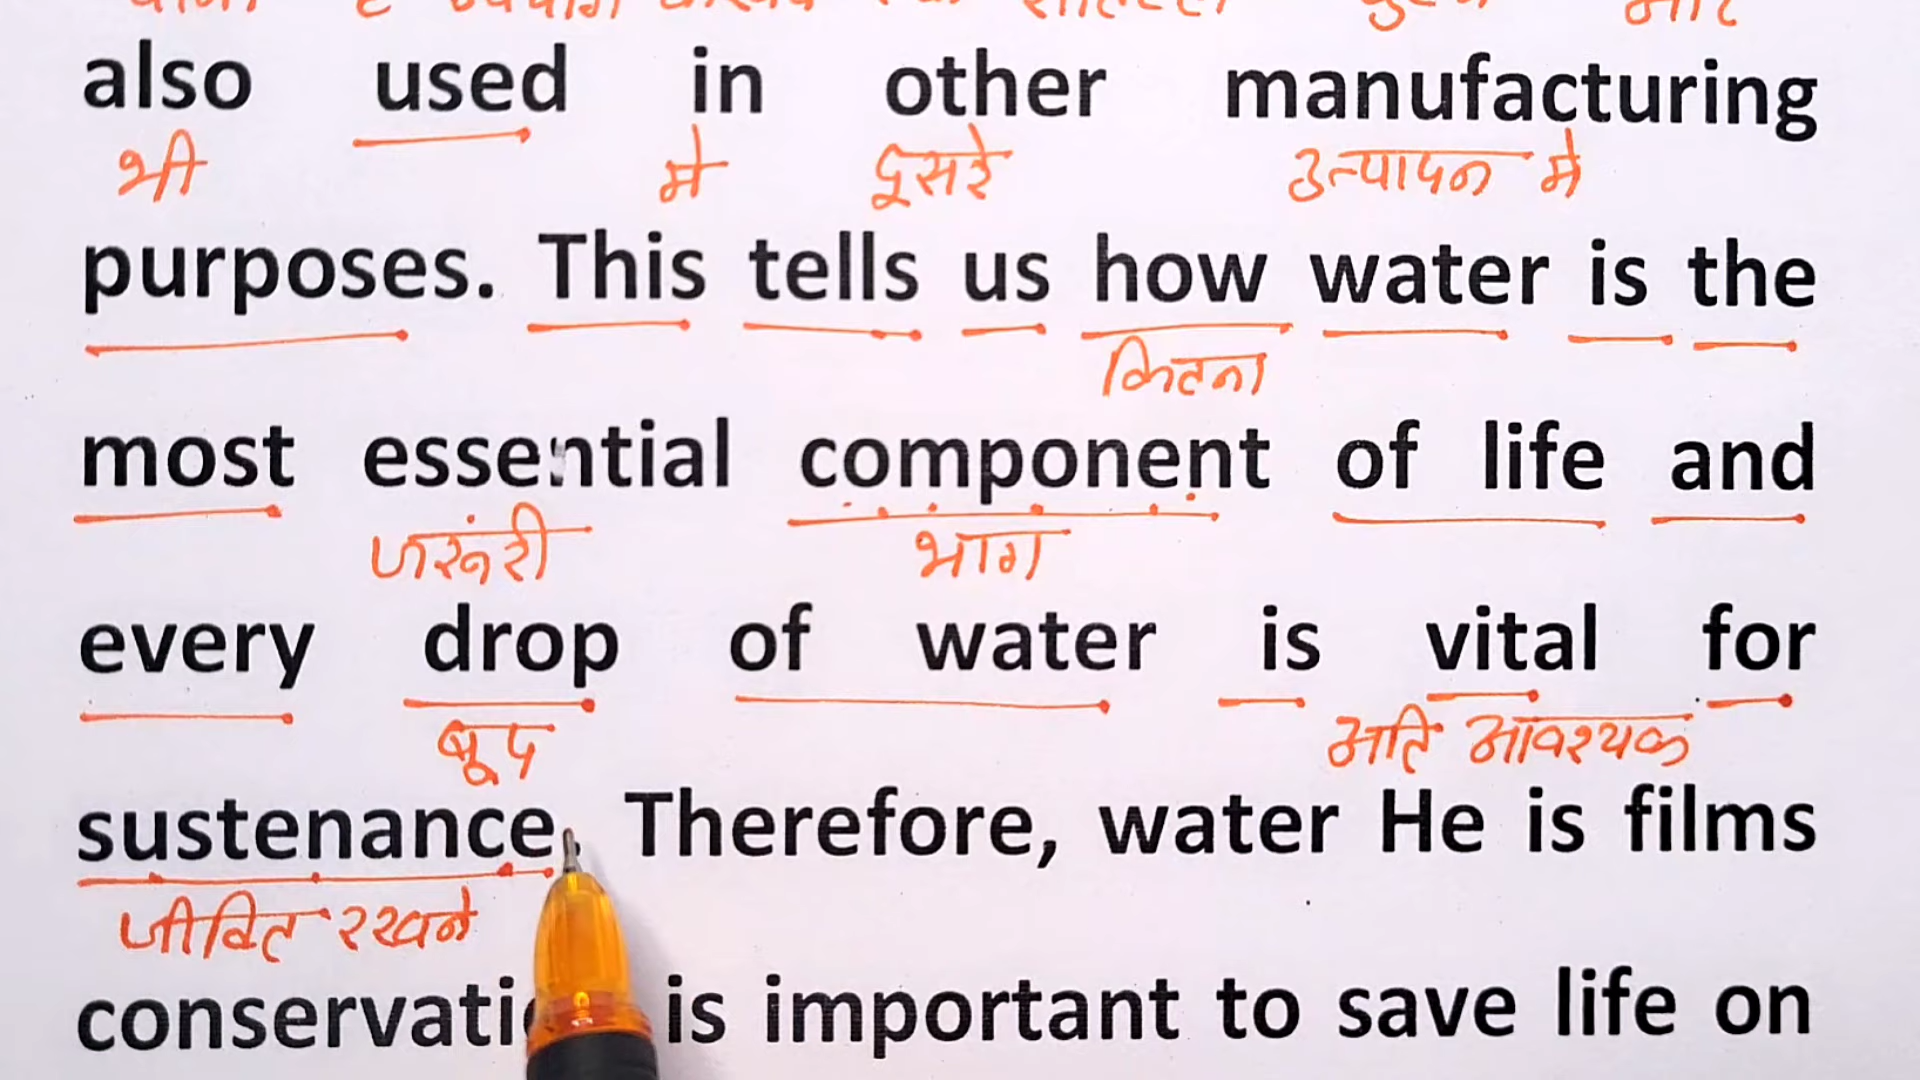 also used in other manufacturing
भी में दूसरे उत्पादन में
purposes. This tells us how water is the
कितना
most essential component of life and
जरूरी भाग
every drop of water is vital for
बूद अति आवश्यक
sustenance. Therefore, water He is films
जीवित रखने
is important to save life on